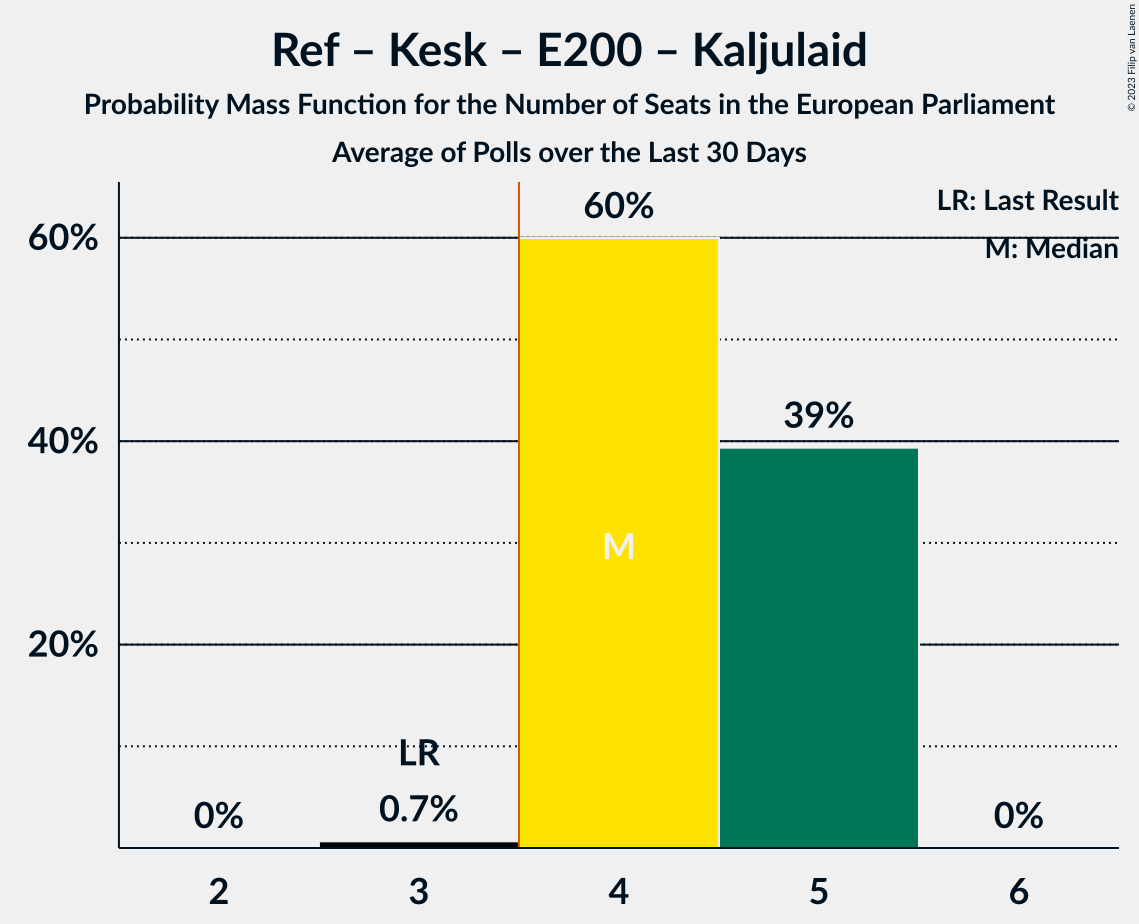 Ref – Kesk – E200 – Kaljulaid
Probability Mass Function for the Number of Seats in the European Parliament
Average of Polls over the Last 30 Days
© 2023 Filip van Laenen
LR: Last Result
M: Median
60%
40%
20%
0%
LR
0.7%
60%
M
39%
0%
2 3 4 5 6